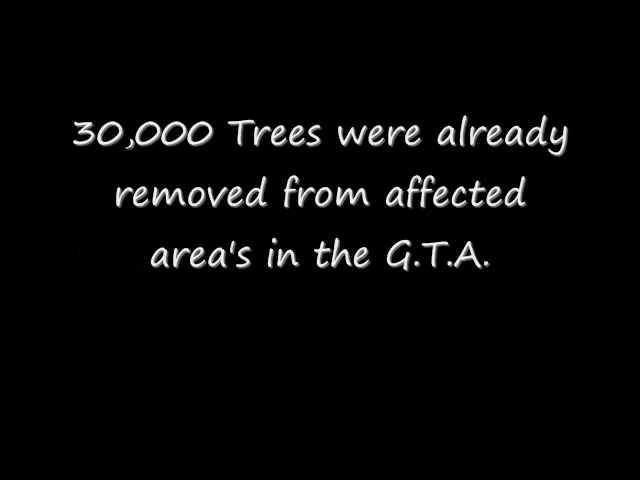 30,000 Trees were already
removed from affected
area's in the G.T.A.